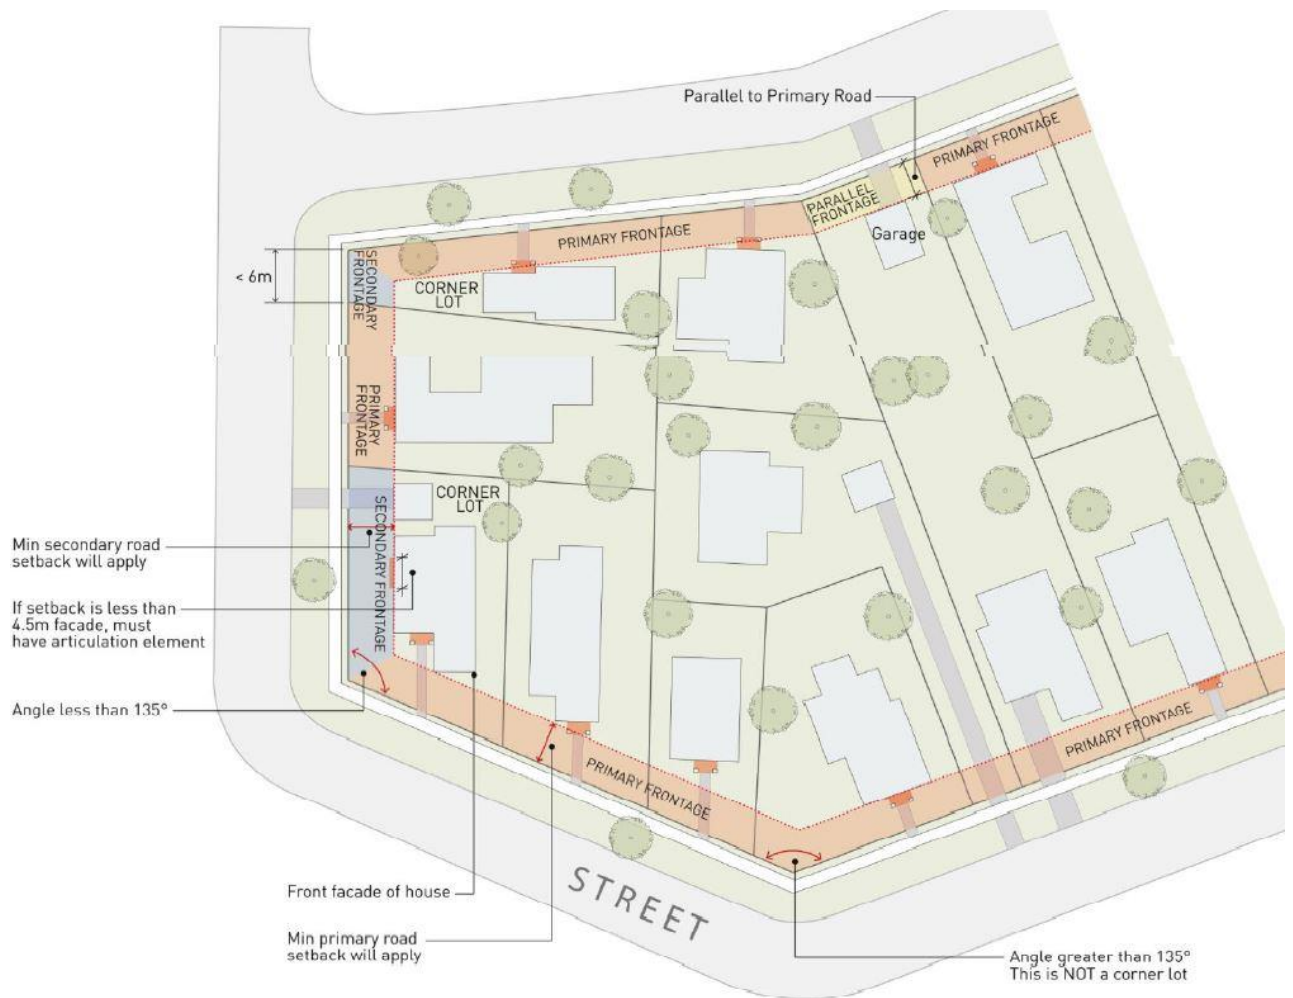 Parallel to Primary Road
PRIMARY FRONTAGE
PARALLEL
FRONTAGE
Garage
PRIMARY FRONTAGE
SECONDARY
FRONTAGE
< 6m
CORNER
LOT
PRIMARY
FRONTAGE
CORNER
LOT
SECONDARY FRONTAGE
Min secondary road
setback will apply
If setback is less than
4.5m facade, must
have articulation element
Angle less than 135°
PRIMARY FRONTAGE
PRIMARY FRONTAGE
Front facade of house
STREET
Min primary road
setback will apply
Angle greater than 135°
This is NOT a corner lot